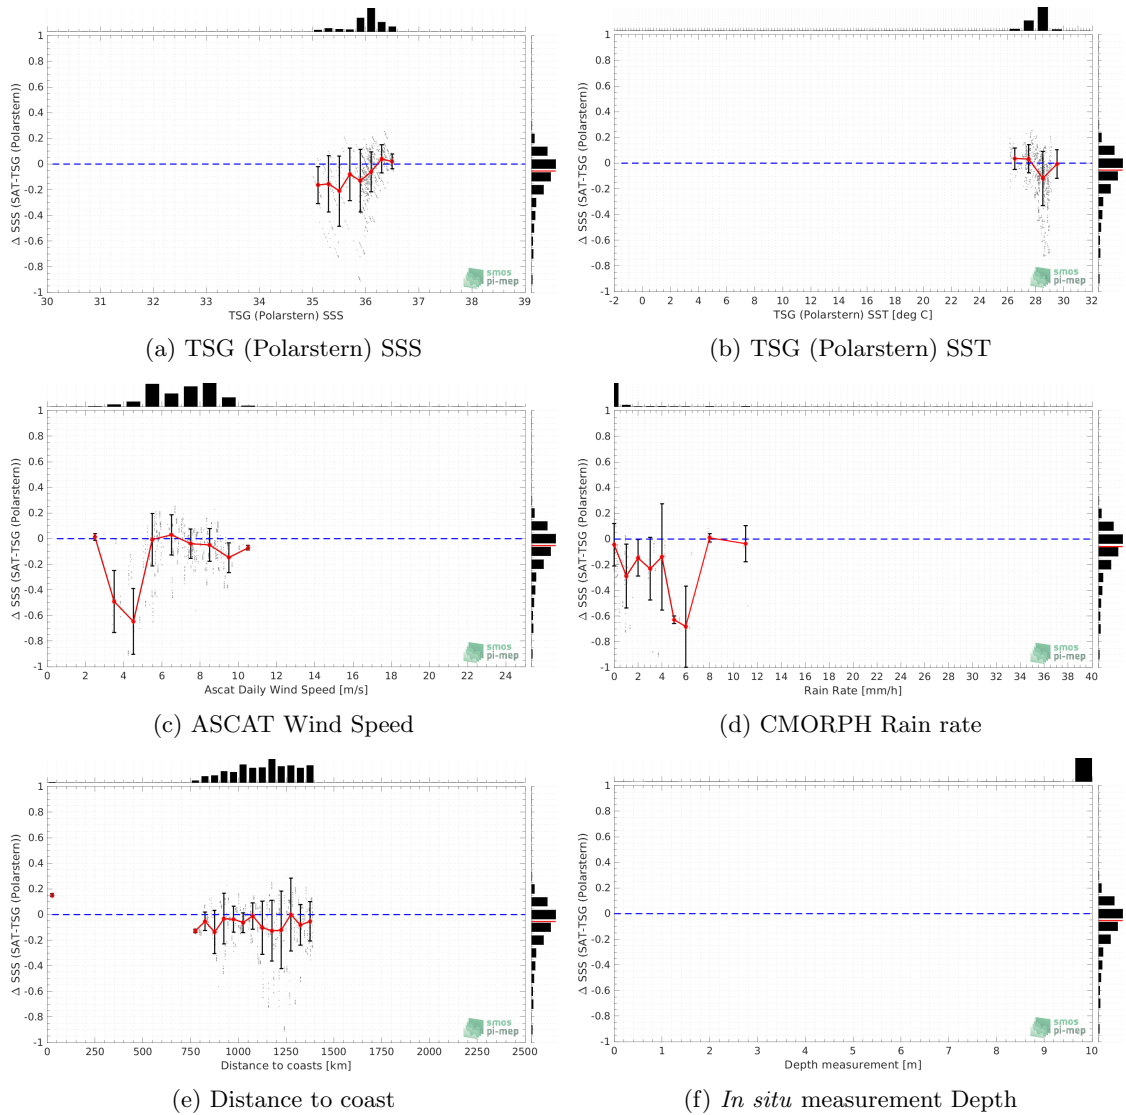 1
0.8
0.6
0.4
0.2
0
-0.2
-0.4
-0.6
-0.8
-1
Δ SSS (SAT-TSG (Polarstern))
30 31 32 33 34 35 36 37 38 39
TSG (Polarstern) SSS
smos
pi-mep
(a) TSG (Polarstern) SSS
1
0.8
0.6
0.4
0.2
0
-0.2
-0.4
-0.6
-0.8
-1
Δ SSS (SAT-TSG (Polarstern))
-2 0 2 4 6 8 10 12 14 16 18 20 22 24 26 28 30 32
TSG (Polarstern) SST [deg C]
smos
pi-mep
(b) TSG (Polarstern) SST
1
0.8
0.6
0.4
0.2
0
-0.2
-0.4
-0.6
-0.8
-1
Δ SSS (SAT-TSG (Polarstern))
0 2 4 6 8 10 12 14 16 18 20 22 24
Ascat Daily Wind Speed [m/s]
smos
pi-mep
(c) ASCAT Wind Speed
1
0.8
0.6
0.4
0.2
0
-0.2
-0.4
-0.6
-0.8
-1
Δ SSS (SAT-TSG (Polarstern))
0 2 4 6 8 10 12 14 16 18 20 22 24 26 28 30 32 34 36 38 40
Rain Rate [mm/h]
smos
pi-mep
(d) CMORPH Rain rate
1
0.8
0.6
0.4
0.2
0
-0.2
-0.4
-0.6
-0.8
-1
Δ SSS (SAT-TSG (Polarstern))
0 250 500 750 1000 1250 1500 1750 2000 2250 2500
Distance to coasts [km]
smos
pi-mep
(e) Distance to coast
1
0.8
0.6
0.4
0.2
0
-0.2
-0.4
-0.6
-0.8
-1
Δ SSS (SAT-TSG (Polarstern))
0 1 2 3 4 5 6 7 8 9 10
Depth measurement [m]
smos
pi-mep
(f) In situ measurement Depth